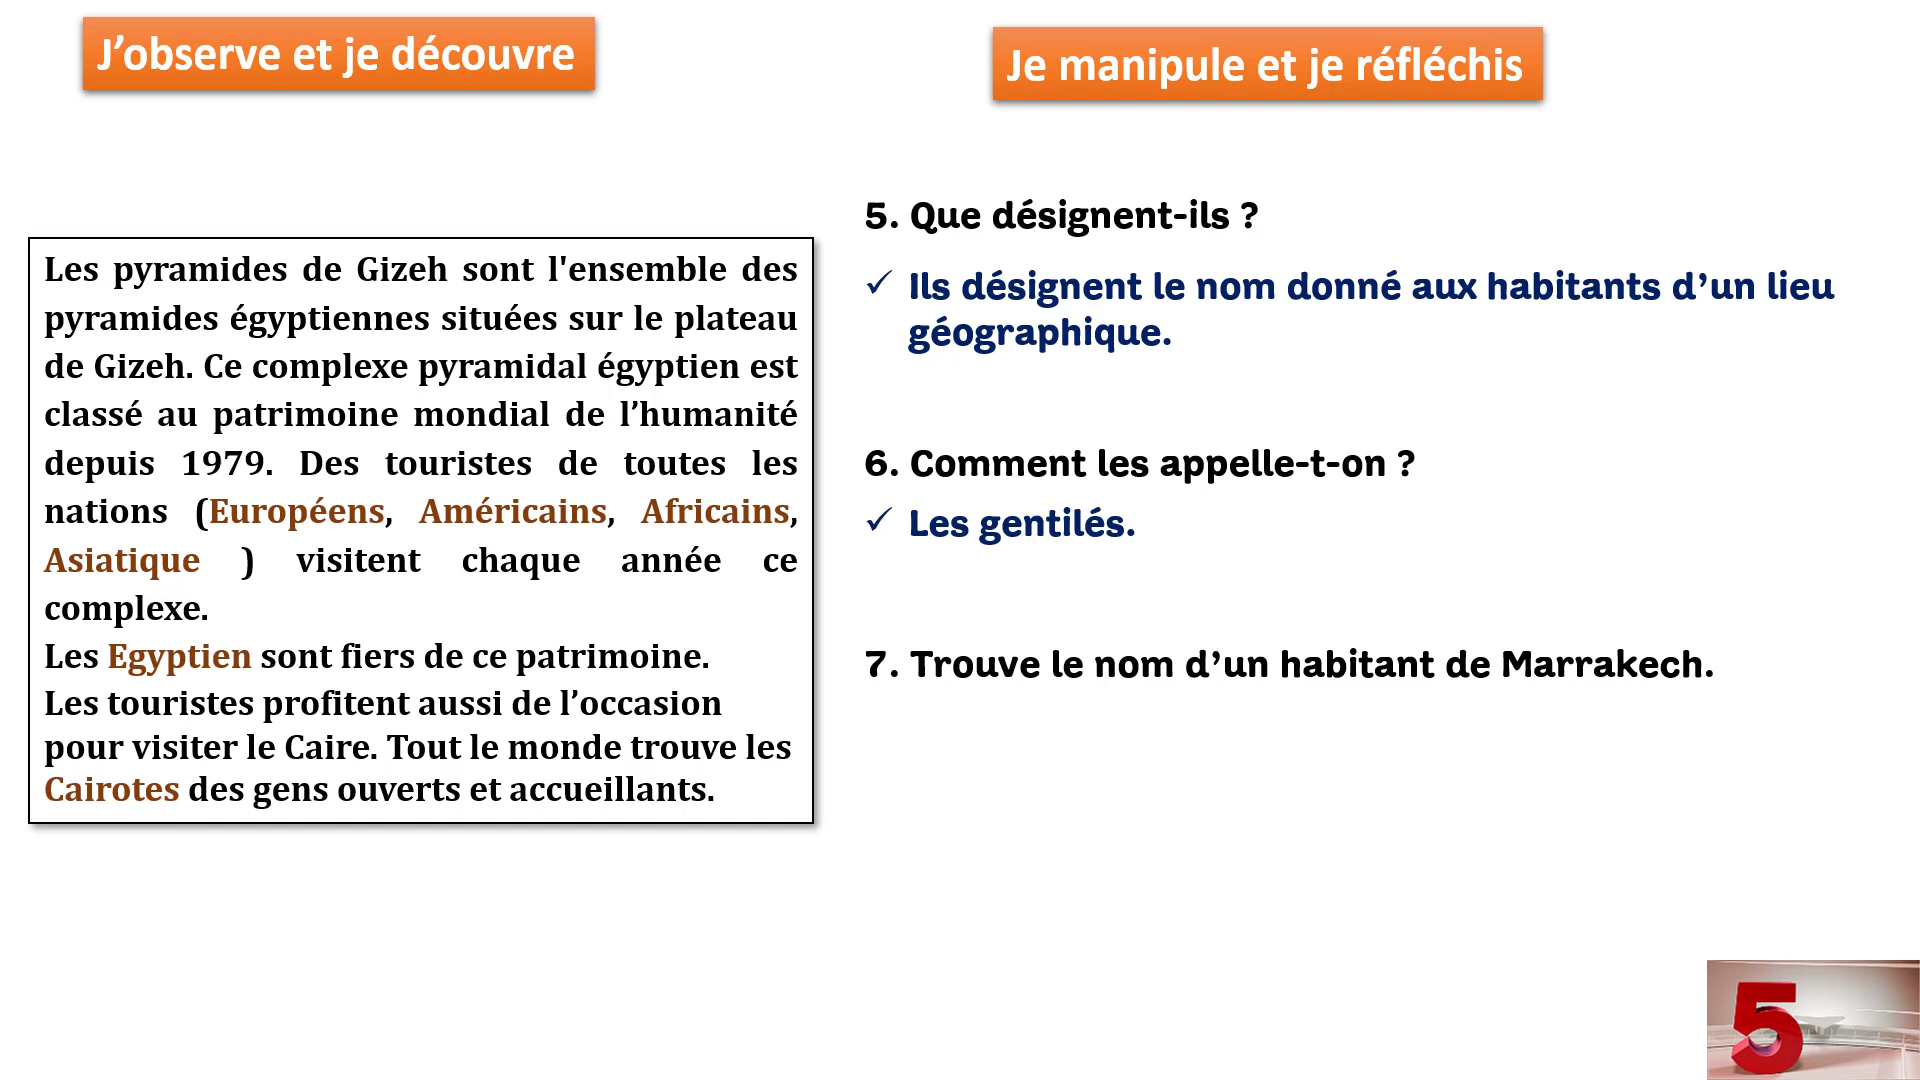 J’observe et je découvre
Je manipule et je réfléchis
Les pyramides de Gizeh sont l'ensemble des
pyramides égyptiennes situées sur le plateau
de Gizeh. Ce complexe pyramidal égyptien est
classé au patrimoine mondial de l’humanité
depuis 1979. Des touristes de toutes les
nations (Européens, Américains, Africains,
Asiatique ) visitent chaque année ce
complexe.
Les Egyptien sont fiers de ce patrimoine.
Les touristes profitent aussi de l’occasion
pour visiter le Caire. Tout le monde trouve les
Cairotes des gens ouverts et accueillants.
5. Que désignent-ils ?
✓ Ils désignent le nom donné aux habitants d’un lieu
géographique.
6. Comment les appelle-t-on ?
✓ Les gentilés.
7. Trouve le nom d’un habitant de Marrakech.
5